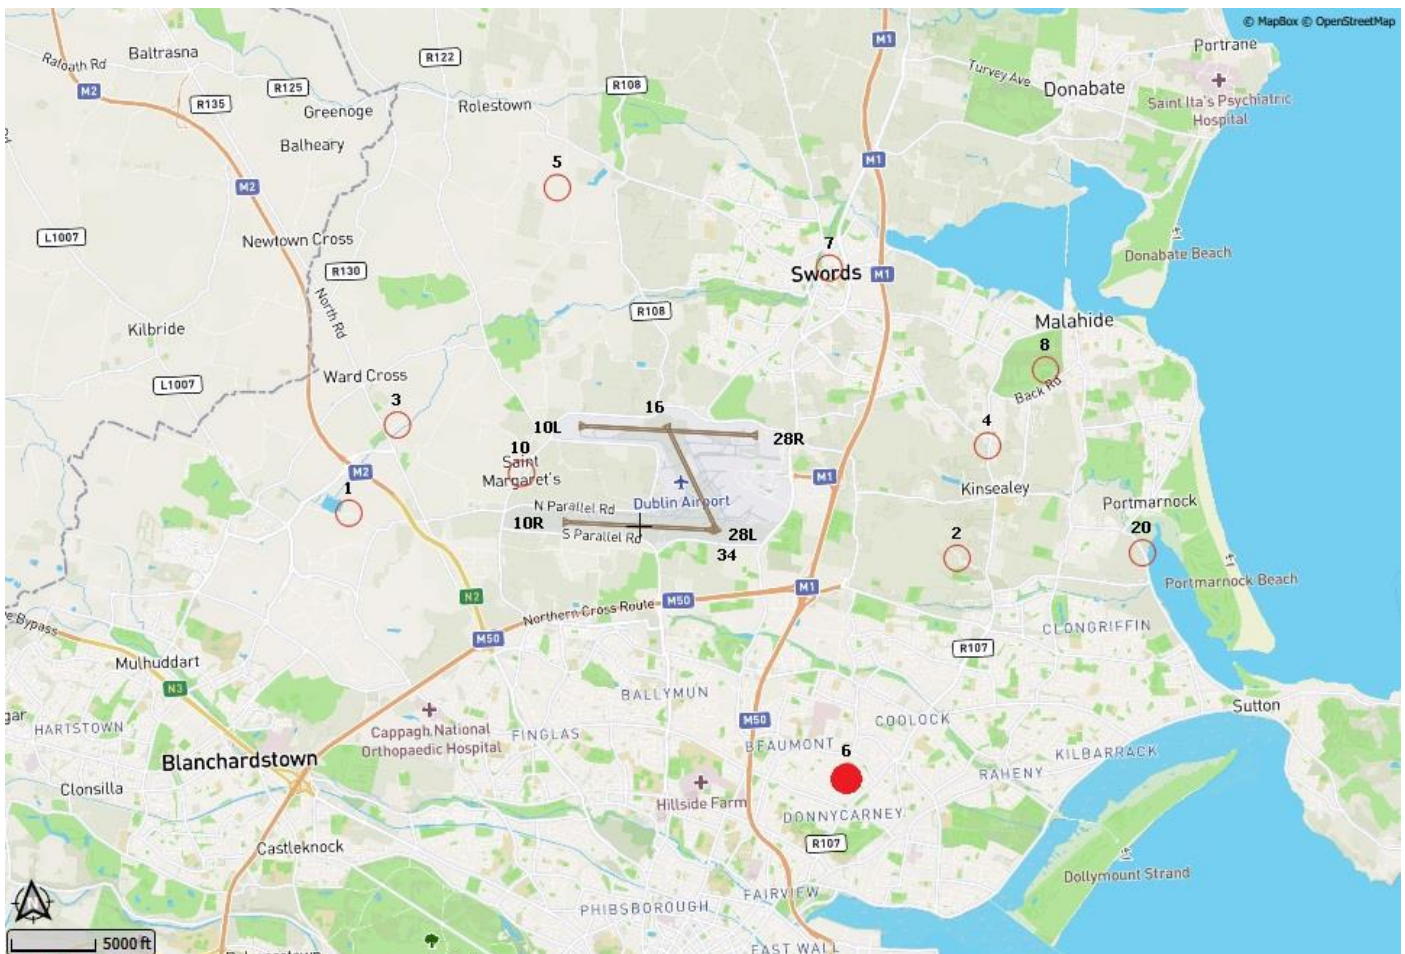 © MapBox © OpenStreetMap
M1
Portrane
Baltrasna
R122
Ratoath Rd
Turvey Ave
Donabate
M2
R125
R108
Saint Ita's Psychiatric
Hospital
R135
Greenoge
Rolestown
Balheary
M1
5
M2
L1007
Newtown Cross
7
Swords
M1
Donabate Beach
R130
North Rd
R108
Kilbride
Malahide
8
Ward Cross
L1007
Back Rd
3
16
10L
28R
4
10
Saint
Margaret's
M2
M1
Kinsealey
1
Dublin Airport
N Parallel Rd
Portmarnock
10R
S Parallel Rd
28L
34
2
20
M1
Portmarnock Beach
N2
Northern Cross Route
M50
e Bypass
CLONGRIFFIN
M50
R107
Mulhuddart
N3
BALLYMUN
gar
HARTSTOWN
Cappagh National
Orthopaedic Hospital
FINGLAS
M50
COOLOCK
Sutton
BEAUMONT
6
KILBARRACK
Blanchardstown
RAHENY
Clonsilla
Hillside Farm
DONNYCARNEY
R107
Castleknock
Dollymount Strand
FAIRVIEW
PHIBSBOROUGH
5000 ft
EAST WALL